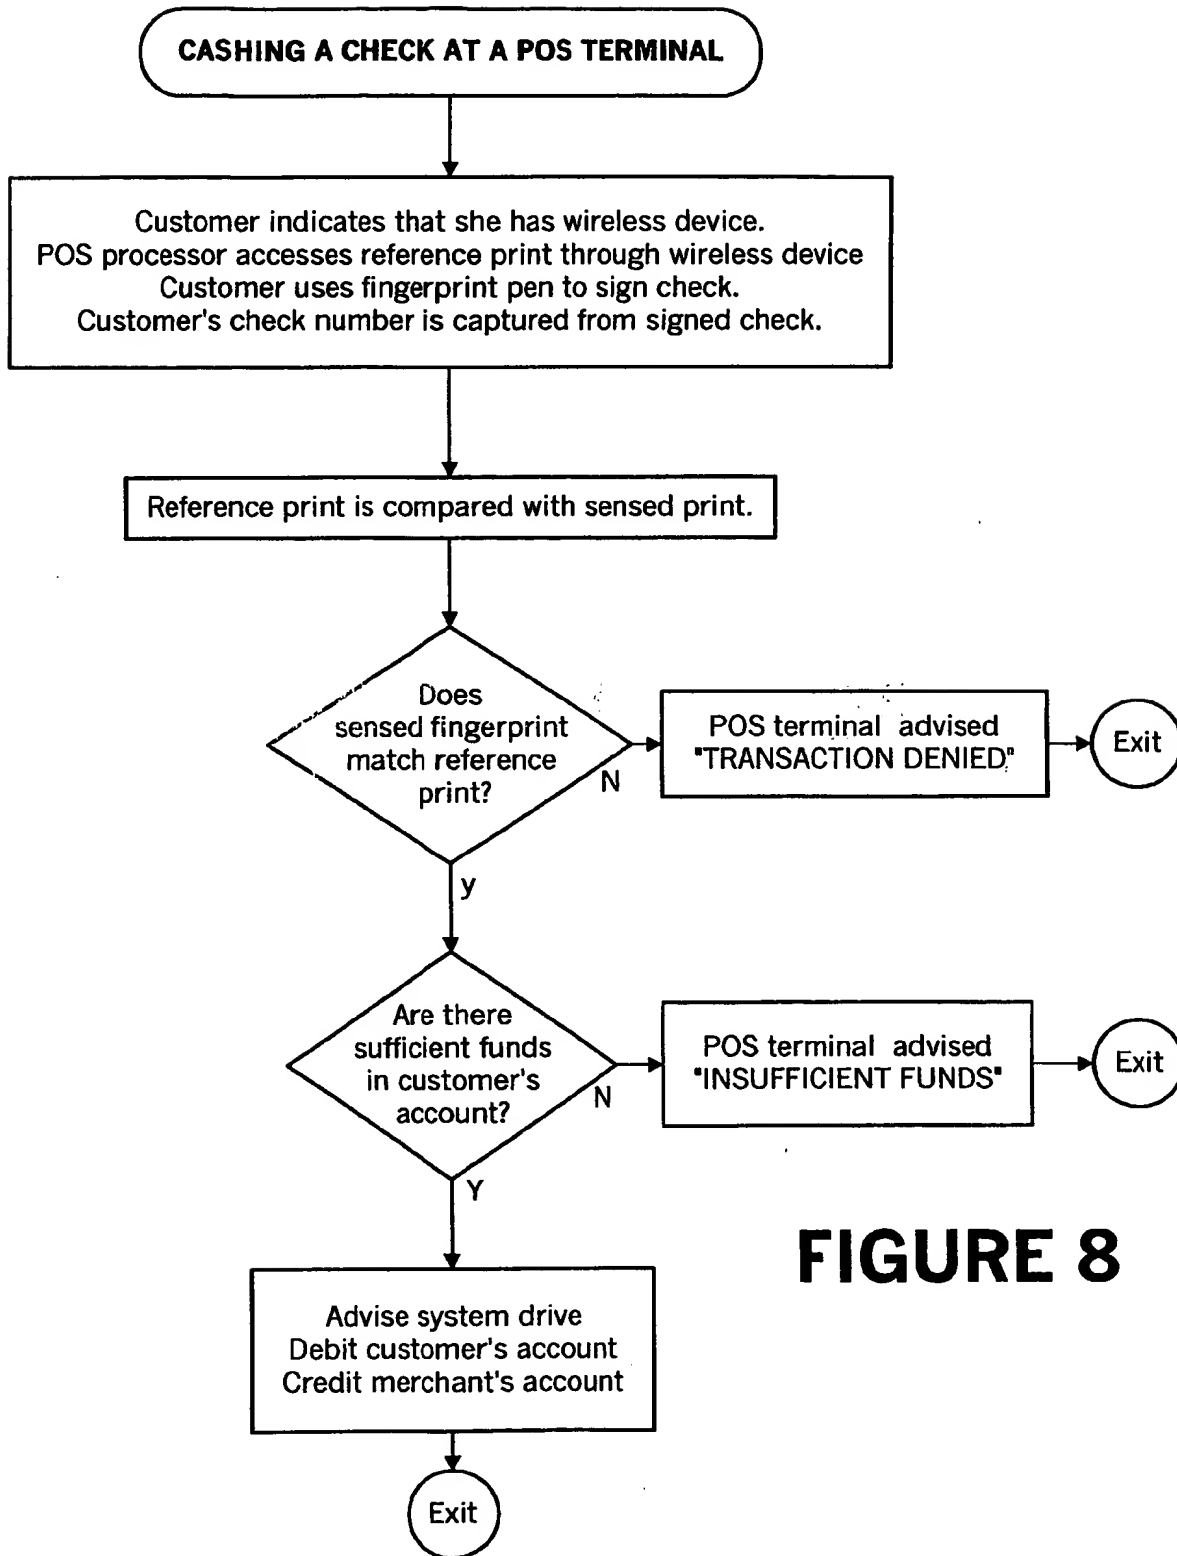 CASHING A CHECK AT A POS TERMINAL
Customer indicates that she has wireless device.
POS processor accesses reference print through wireless device
Customer uses fingerprint pen to sign check.
Customer's check number is captured from signed check.
Reference print is compared with sensed print.
Does
sensed fingerprint
match reference
print?
N
POS terminal advised
"TRANSACTION DENIED"
Exit
y
Are there
sufficient funds
in customer's
account?
N
POS terminal advised
"INSUFFICIENT FUNDS"
Exit
Y
FIGURE 8
Advise system drive
Debit customer's account
Credit merchant's account
Exit